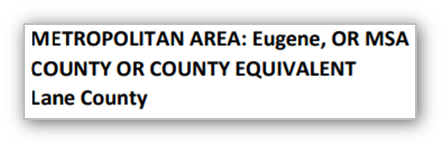 METROPOLITAN AREA: Eugene, OR MSA
COUNTY OR COUNTY EQUIVALENT
Lane County